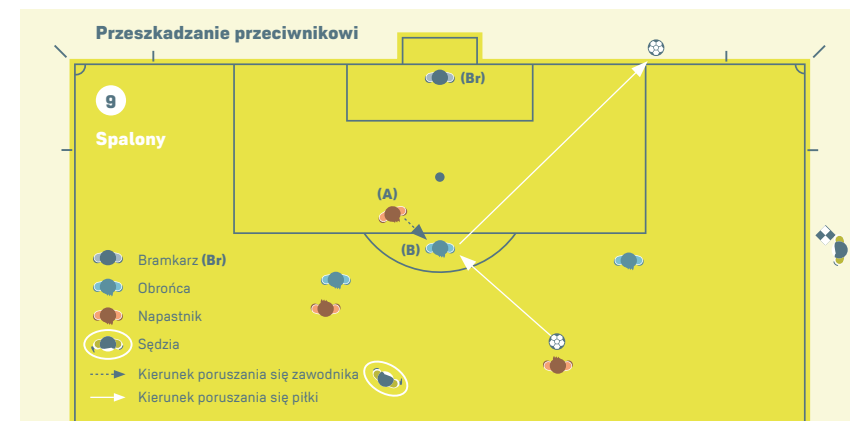 Przeszkadzanie przeciwnikowi
(Br)
9
Spalony
(A)
(B)
Bramkarz (Br)
Obrońca
Napastnik
Sędzia
Kierunek poruszania się zawodnika
Kierunek poruszania się piłki